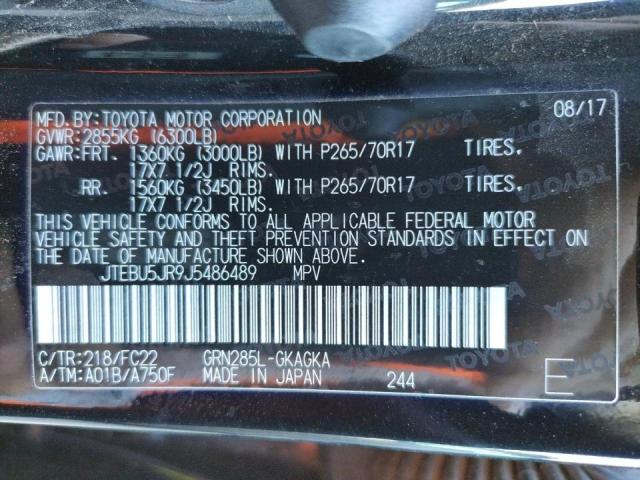 MFD.BY:TOYOTA MOTOR CORPORATION 08/17
GVWR:2855KG (6300LB)
GAWR:FRT. 1360KG (3000LB) WITH P265/70R17 TIRES.
17X7 1/2J RIMS.
RR. 1560KG (3450LB) WITH P265/70R17 TIRES.
17X7 1/2J RIMS.
THIS VEHICLE CONFORMS TO ALL APPLICABLE FEDERAL MOTOR
VEHICLE SAFETY AND THEFT PREVENTION STANDARDS IN EFFECT ON
THE DATE OF MANUFACTURE SHOWN ABOVE.
JTEBU5JR9J5486489 MPV
C/TR:218/FC22 GRN285L-GKAGKA
A/TM:A01B/A750F MADE IN JAPAN 244 E